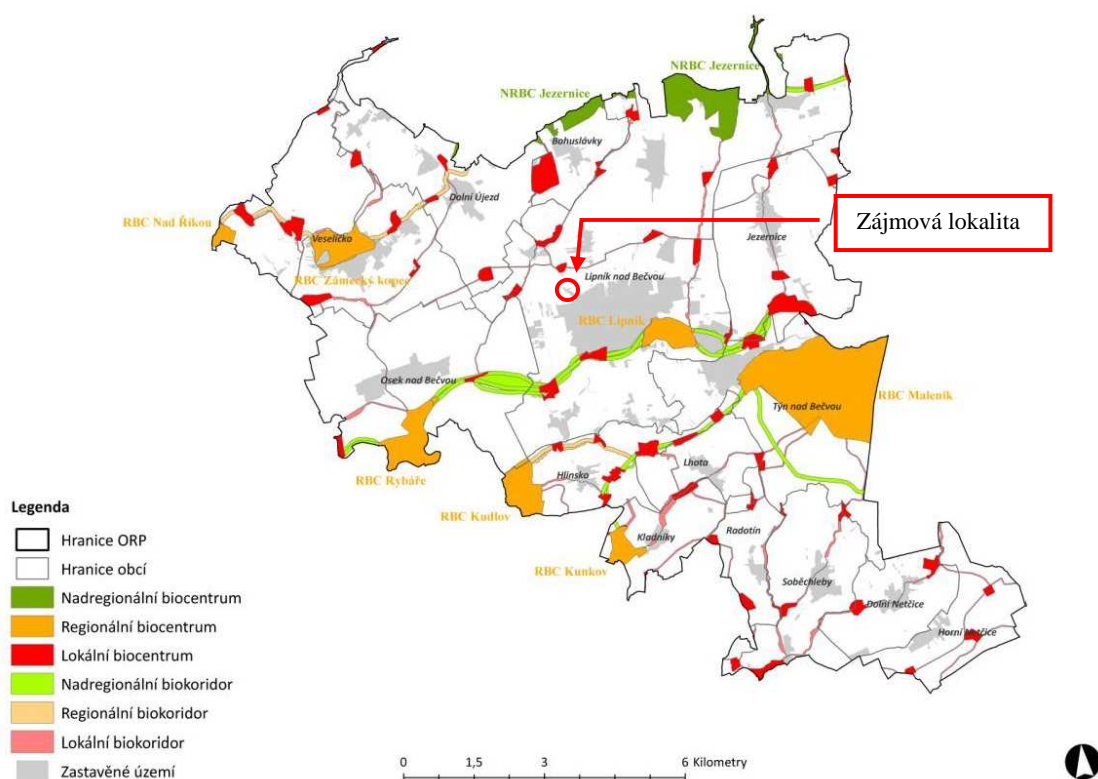 NRBC Jezernice
NRBC Jezernice
Bohuslávky
Dolní Újezd
RBC Nad Říkou
Veselíčko
RBC Zámecký kopec
Zájmová lokalita
Jezernice
Lipník nad Bečvou
RBC Lipník
Osek nad Bečvou
Týn nad Bečvou
RBC Maleník
RBC Rybáře
Hlinsko
Lhota
RBC Kudlov
Kladníky
Radotín
RBC Kunkov
Soběchleby
Dolní Nětčice
Horní Nětčice
Legenda
Hranice ORP
Hranice obcí
Nadregionální biocentrum
Regionální biocentrum
Lokální biocentrum
Nadregionální biokoridor
Regionální biokoridor
Lokální biokoridor
Zastavěné území
0 1,5 3 6 Kilometry